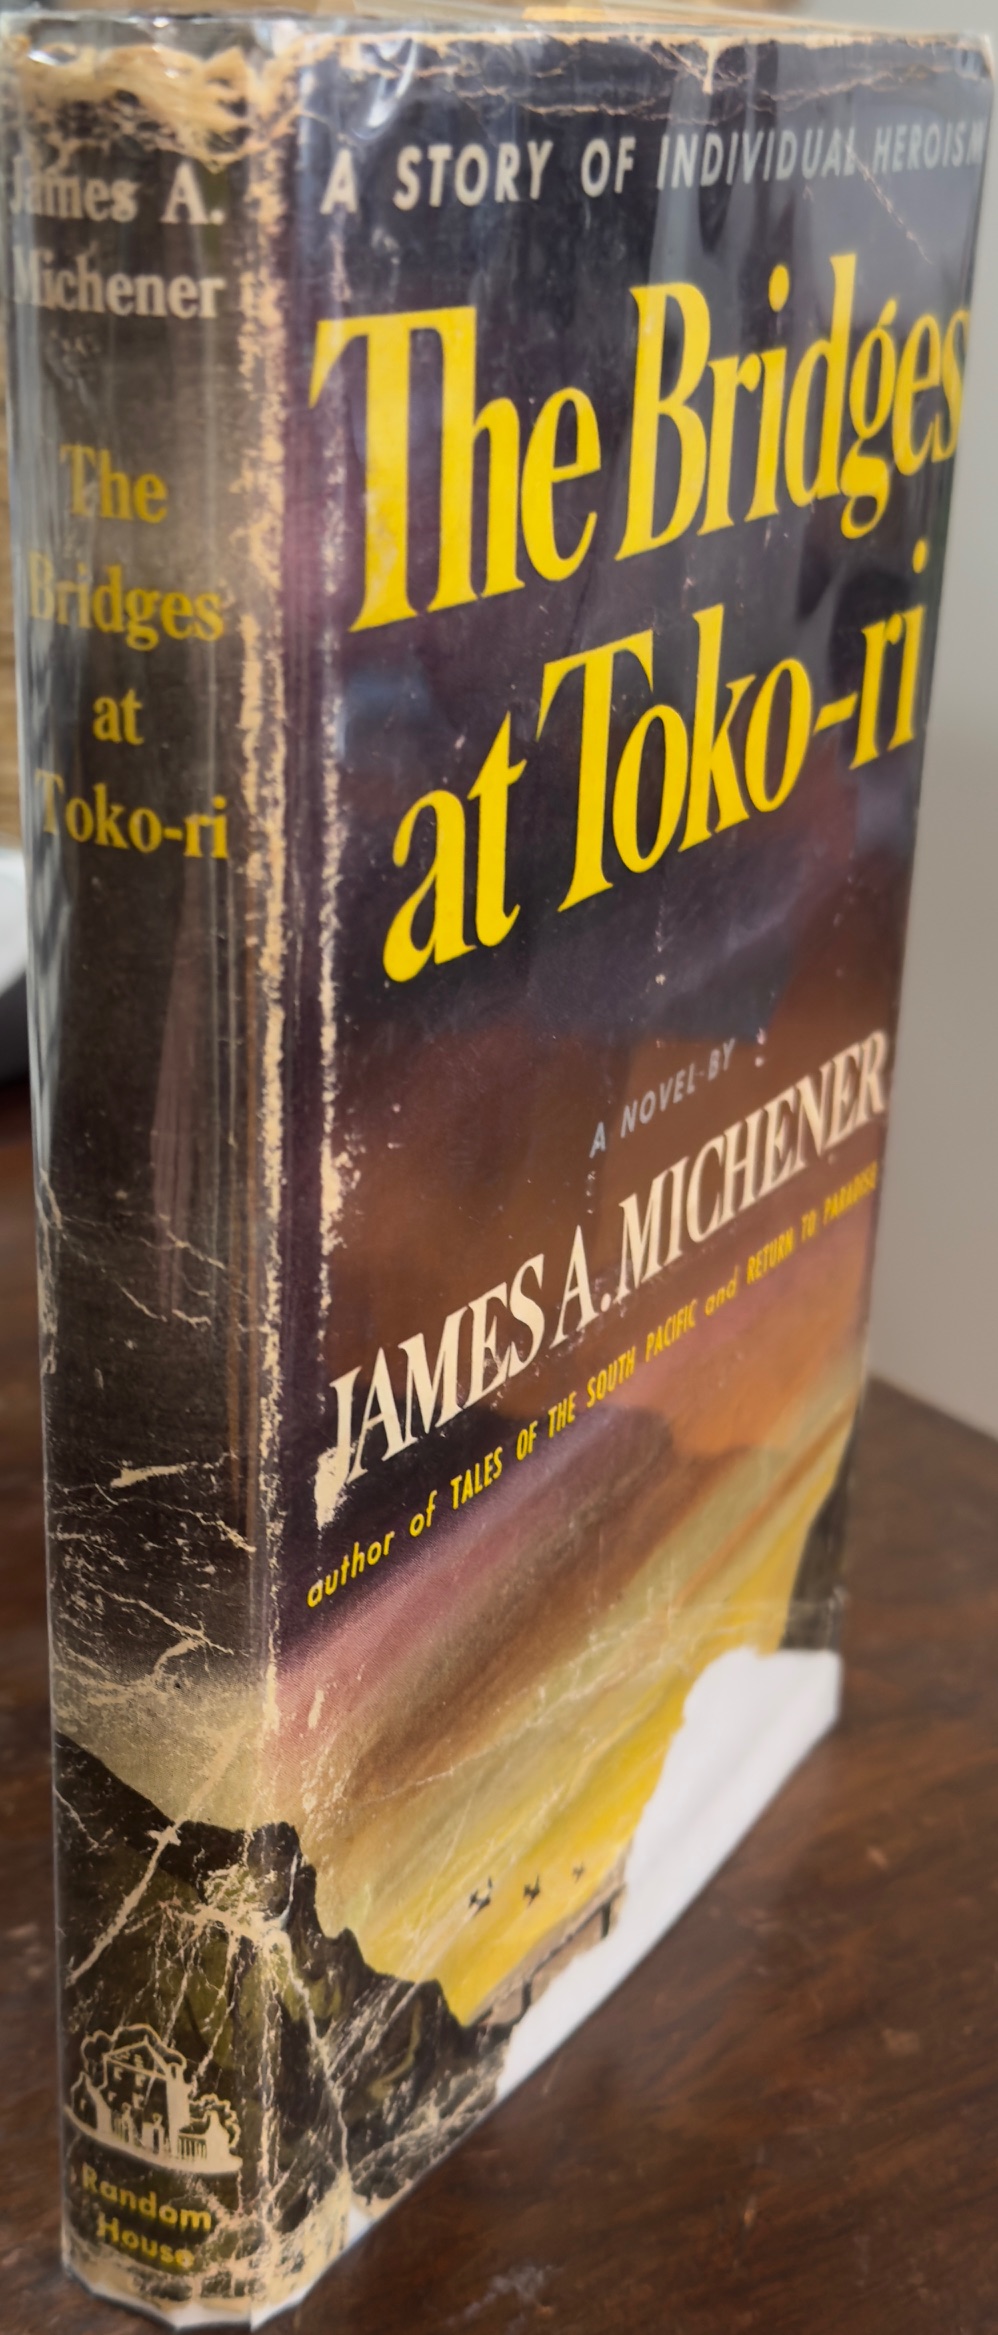 James A.
Michener
The
Bridges
at
Toko-ri
Random
House
A STORY OF INDIVIDUAL HEROISM
The Bridges
at Toko-ri
A NOVEL BY
JAMES A. MICHENER
author of TALES OF THE SOUTH PACIFIC and RETURN TO PARADISE